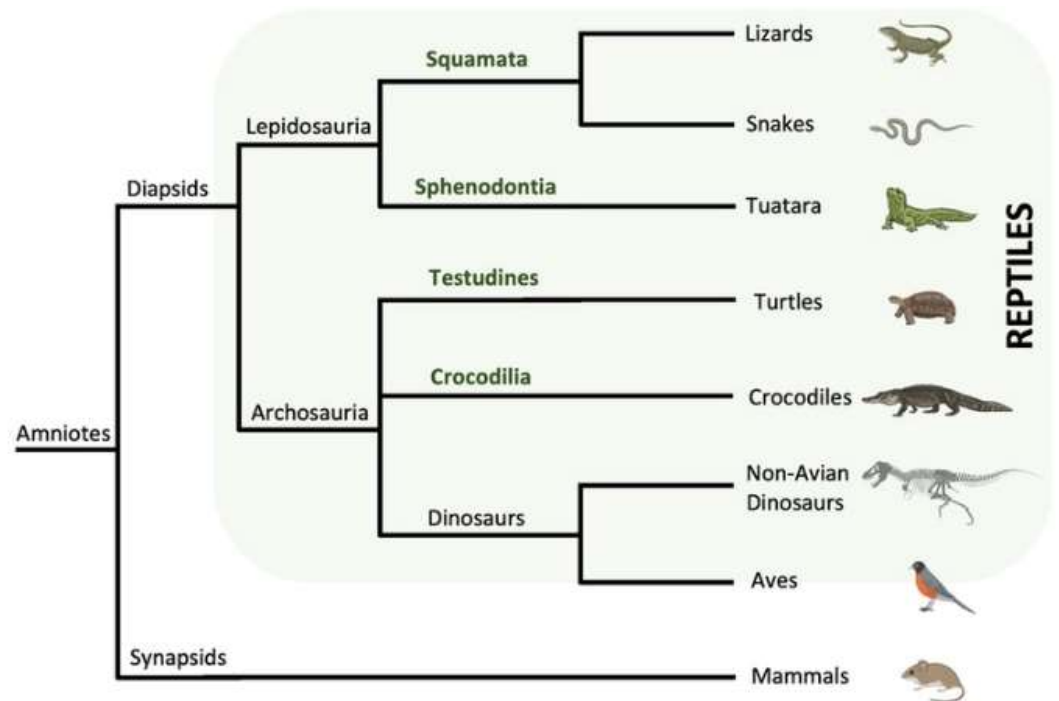 Lizards
Squamata
Snakes
Lepidosauria
Diapsids
Sphenodontia
Tuatara
REPTILES
Testudines
Turtles
Crocodilia
Crocodiles
Archosauria
Amniotes
Non-Avian
Dinosaurs
Dinosaurs
Aves
Synapsids
Mammals